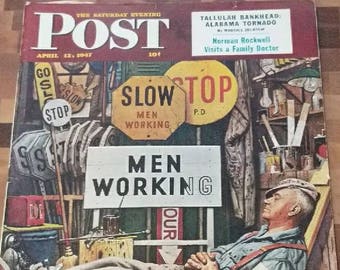 THE SATURDAY EVENING
POST
APRIL 12, 1947
10¢
TALLULAH BANKHEAD:
ALABAMA TORNADO
Norman Rockwell
Visits a Family Doctor
GO
STOP
SLOW
MEN
WORKING
STOP
P.D.
MEN
WORKING
OUR